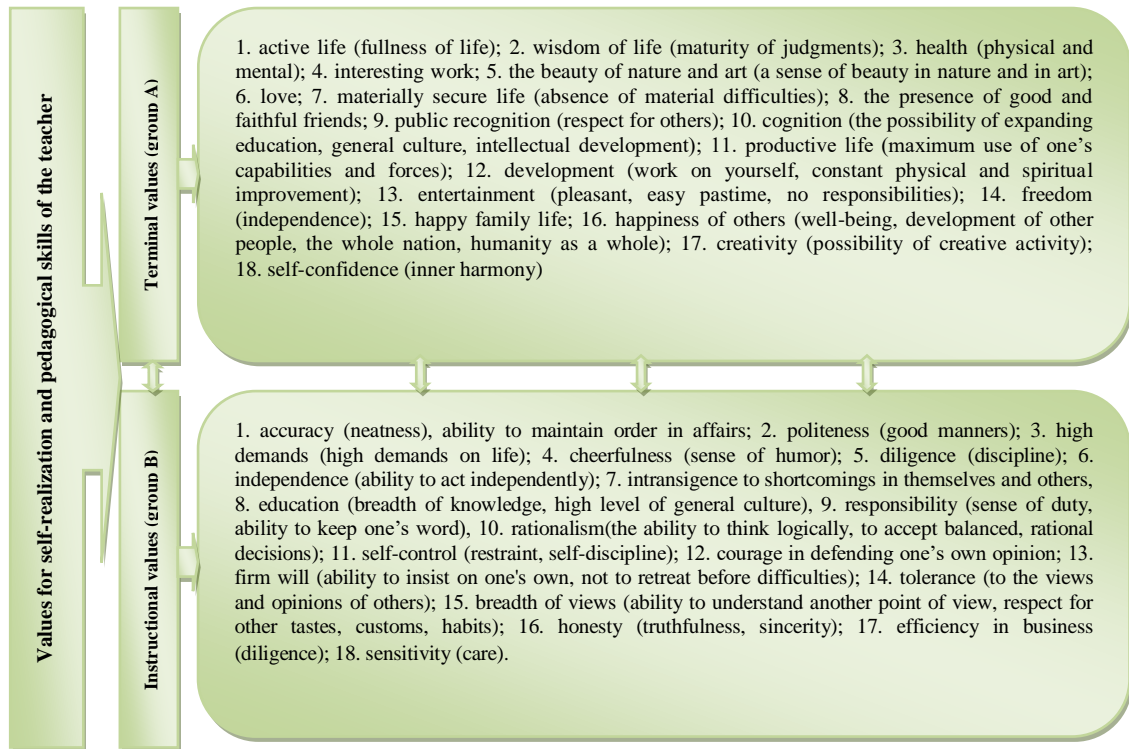 Values for self-realization and pedagogical skills of the teacher
Terminal values (group A)
1. active life (fullness of life); 2. wisdom of life (maturity of judgments); 3. health (physical and
mental); 4. interesting work; 5. the beauty of nature and art (a sense of beauty in nature and in art);
6. love; 7. materially secure life (absence of material difficulties); 8. the presence of good and
faithful friends; 9. public recognition (respect for others); 10. cognition (the possibility of expanding
education, general culture, intellectual development); 11. productive life (maximum use of one’s
capabilities and forces); 12. development (work on yourself, constant physical and spiritual
improvement); 13. entertainment (pleasant, easy pastime, no responsibilities); 14. freedom
(independence); 15. happy family life; 16. happiness of others (well-being, development of other
people, the whole nation, humanity as a whole); 17. creativity (possibility of creative activity);
18. self-confidence (inner harmony)
Instructional values (group B)
1. accuracy (neatness), ability to maintain order in affairs; 2. politeness (good manners); 3. high
demands (high demands on life); 4. cheerfulness (sense of humor); 5. diligence (discipline); 6.
independence (ability to act independently); 7. intransigence to shortcomings in themselves and others,
8. education (breadth of knowledge, high level of general culture), 9. responsibility (sense of duty,
ability to keep one’s word), 10. rationalism(the ability to think logically, to accept balanced, rational
decisions); 11. self-control (restraint, self-discipline); 12. courage in defending one’s own opinion; 13.
firm will (ability to insist on one's own, not to retreat before difficulties); 14. tolerance (to the views
and opinions of others); 15. breadth of views (ability to understand another point of view, respect for
other tastes, customs, habits); 16. honesty (truthfulness, sincerity); 17. efficiency in business
(diligence); 18. sensitivity (care).